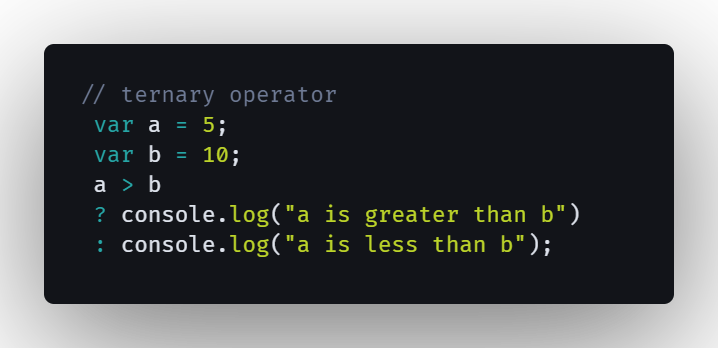 // ternary operator
var a = 5;
var b = 10;
a > b
? console.log("a is greater than b")
: console.log("a is less than b");